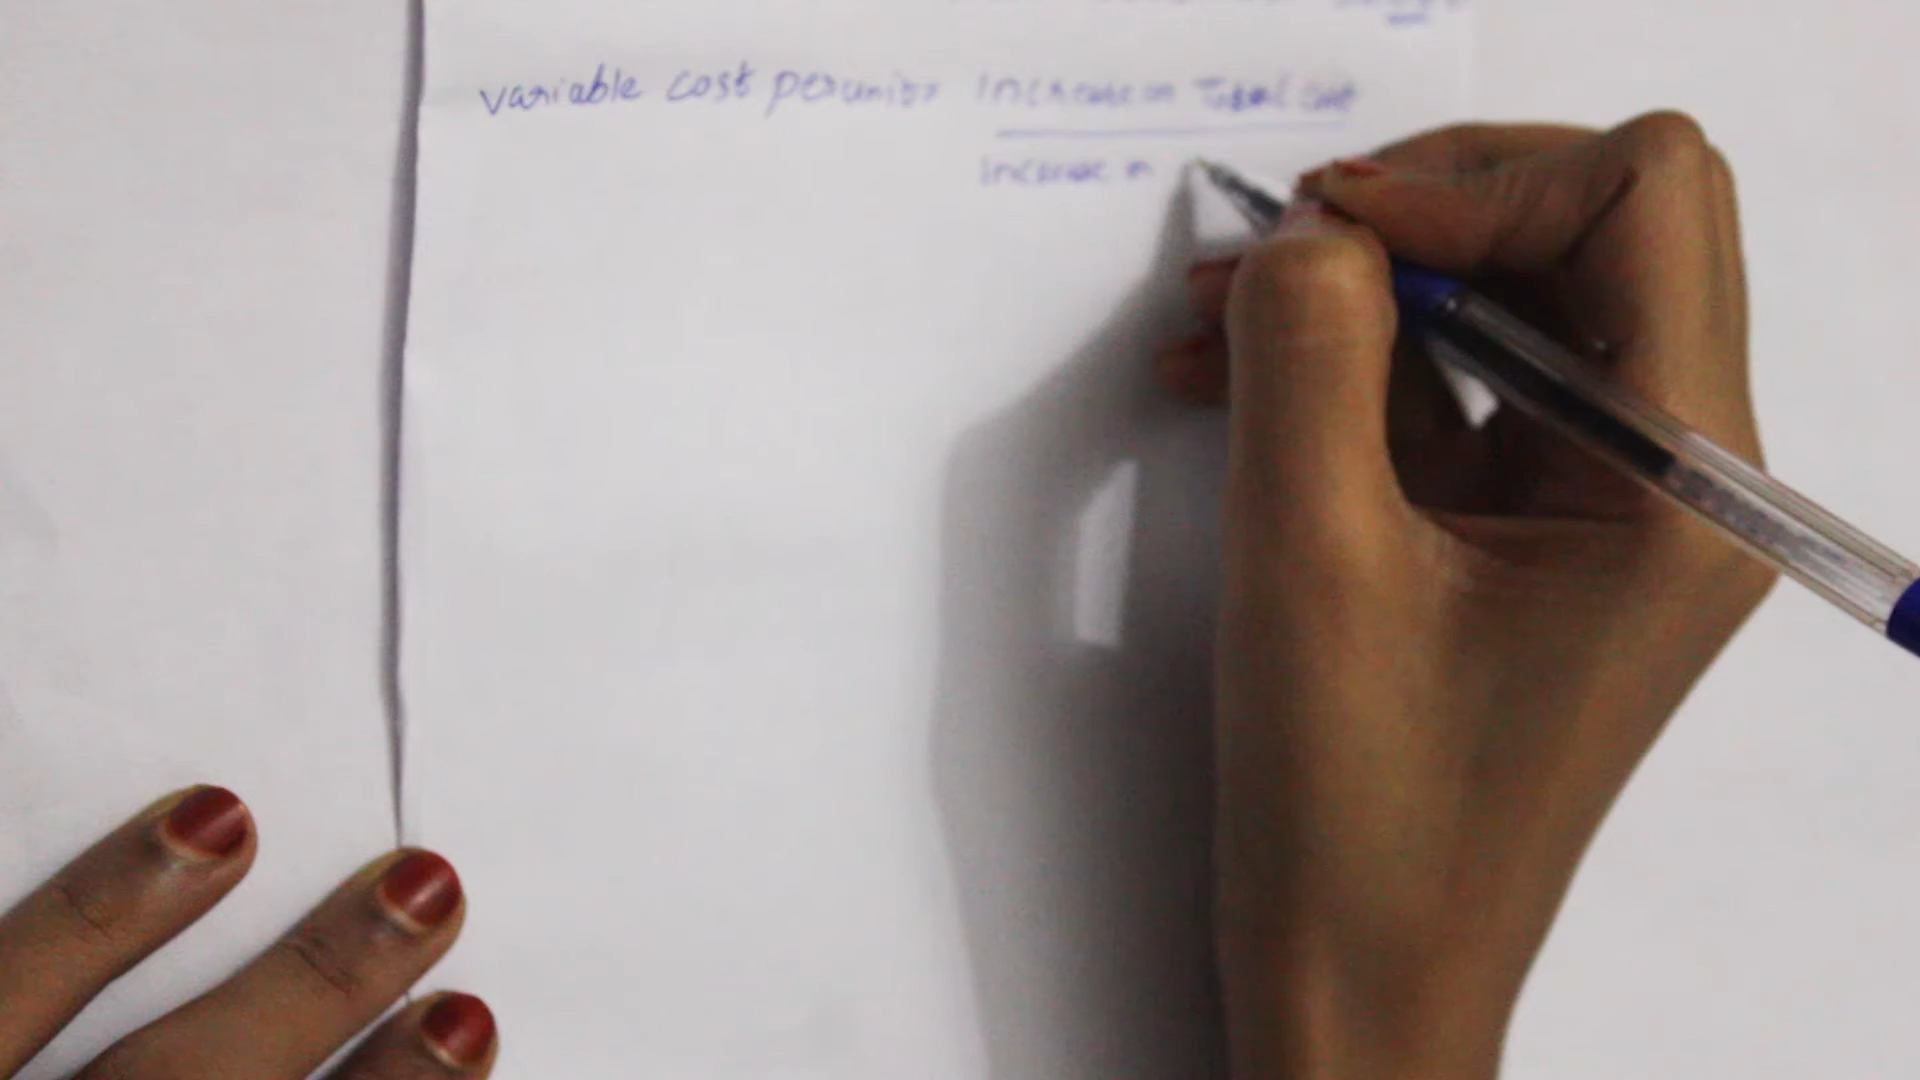 variable cost per unit = Increase in Total cost
Increase in